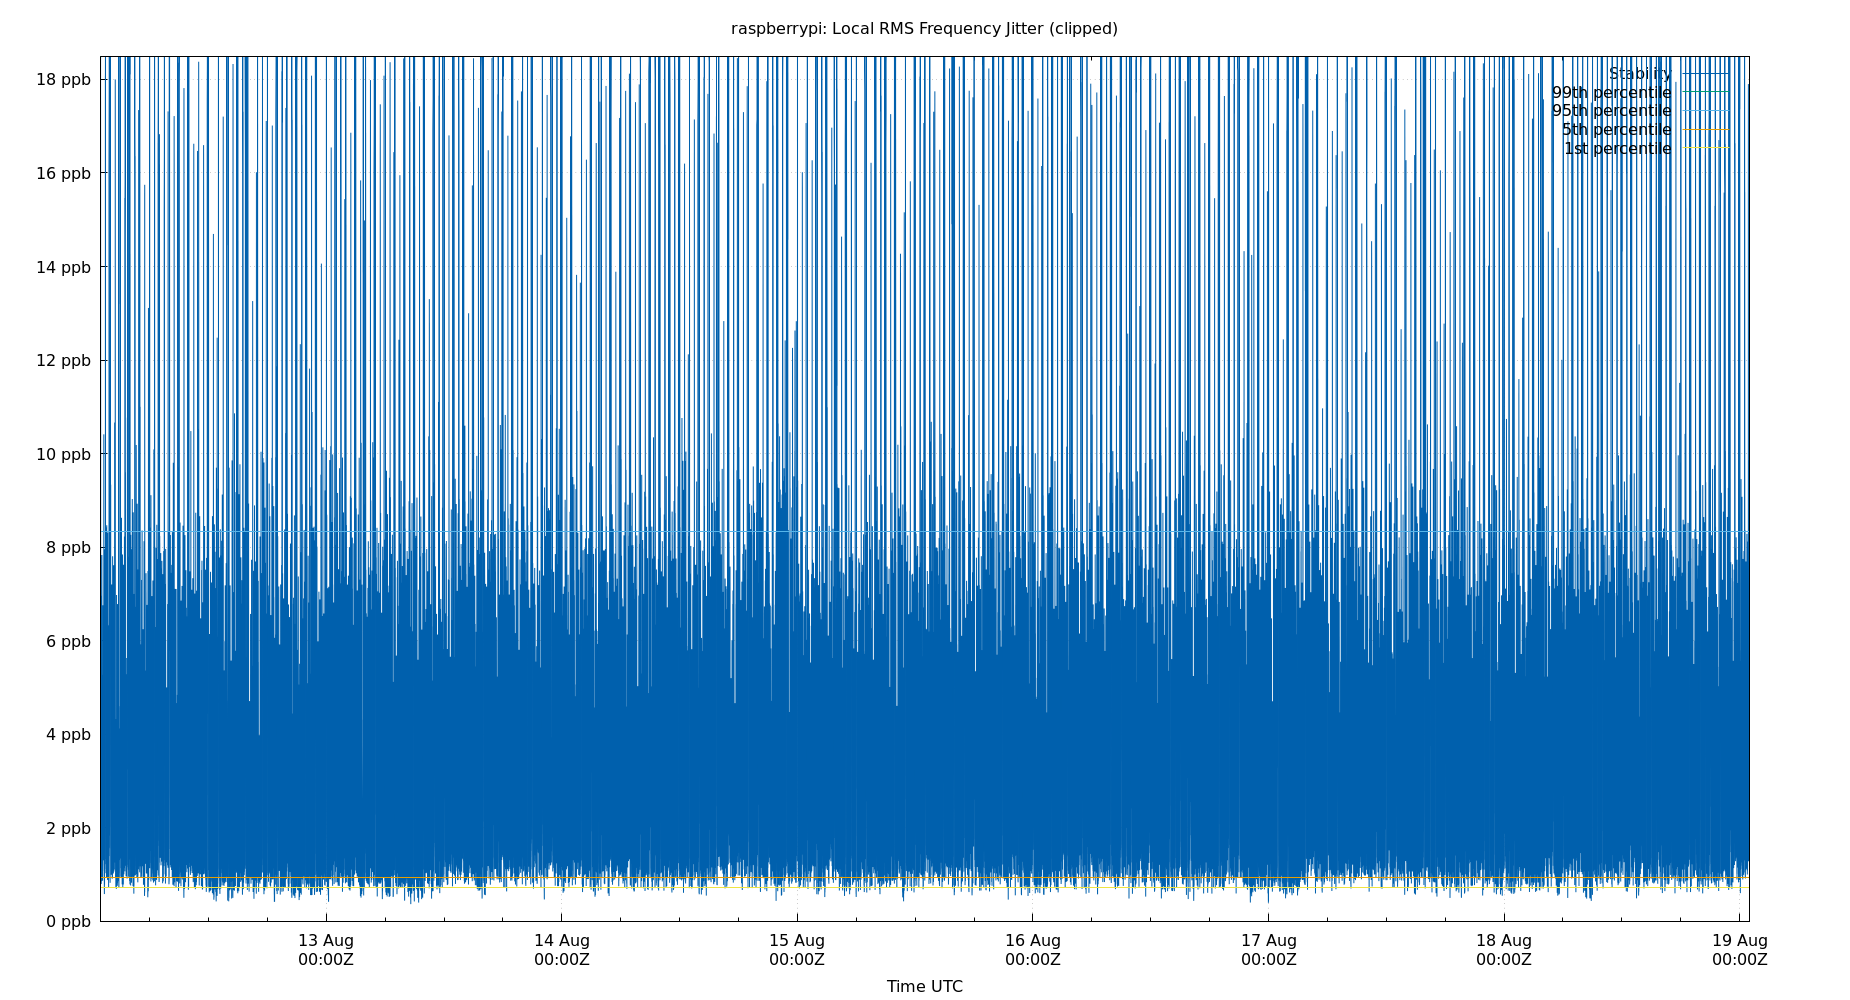 raspberrypi: Local RMS Frequency Jitter (clipped)
18 ppb
16 ppb
14 ppb
12 ppb
10 ppb
8 ppb
6 ppb
4 ppb
2 ppb
0 ppb
Stability
99th percentile
95th percentile
5th percentile
1st percentile
13 Aug
00:00Z
14 Aug
00:00Z
15 Aug
00:00Z
16 Aug
00:00Z
17 Aug
00:00Z
18 Aug
00:00Z
19 Aug
00:00Z
Time UTC